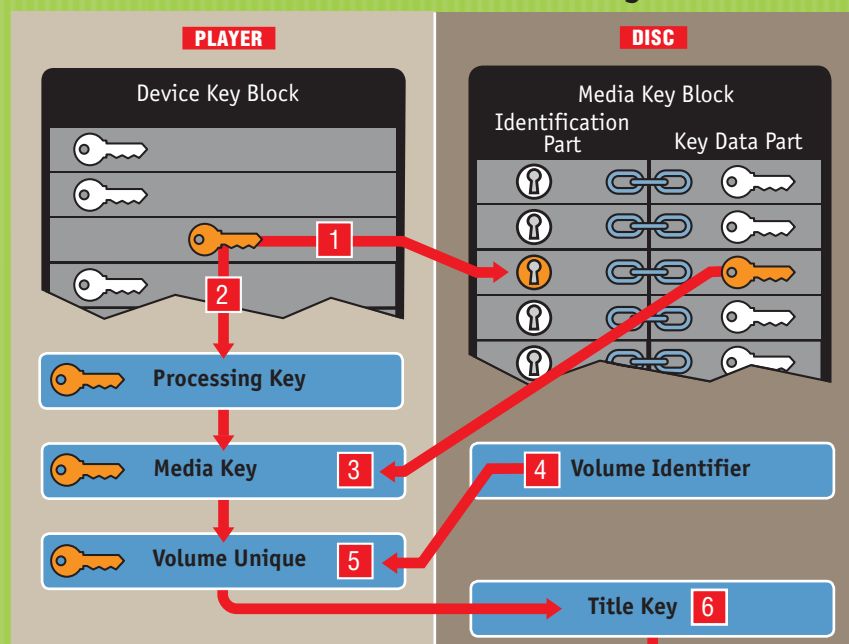 PLAYER
DISC
Device Key Block
Media Key Block
Identification
Part
Key Data Part
1
2
Processing Key
Media Key
3
4
Volume Identifier
Volume Unique
5
Title Key
6